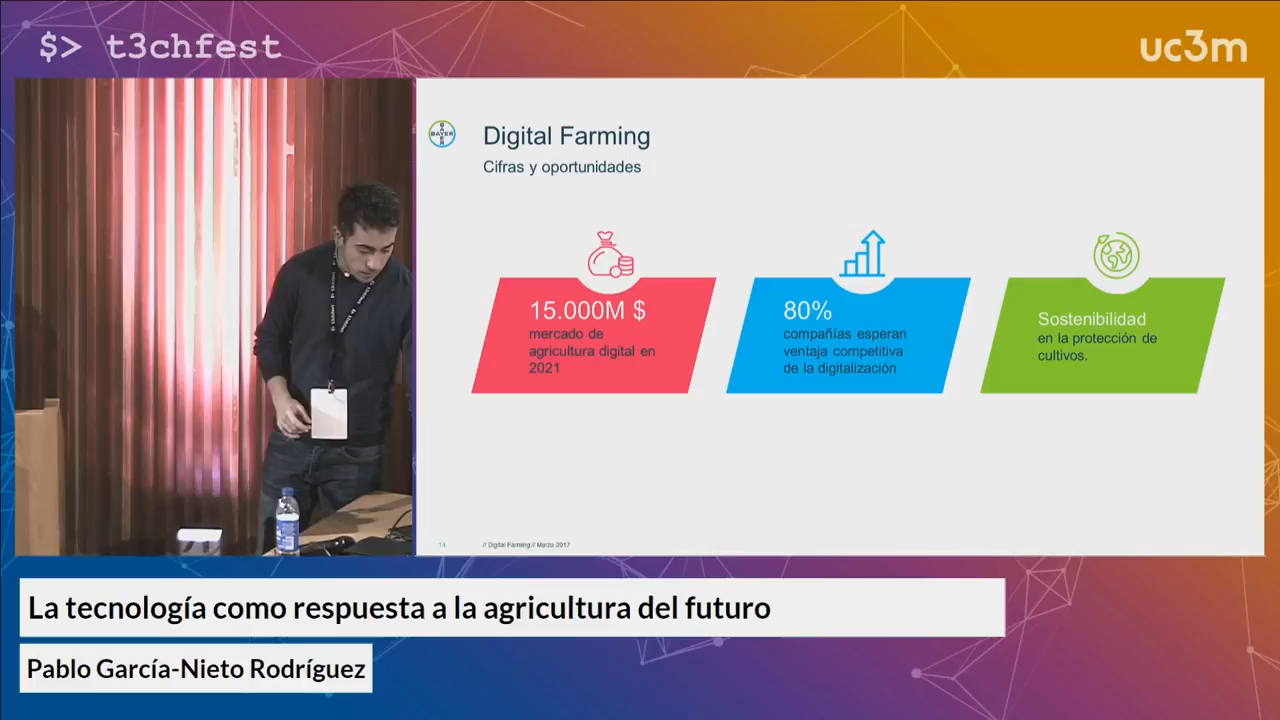 $> t3chfest
uc3m
BAYER
Digital Farming
Cifras y oportunidades
15.000M $
mercado de
agricultura digital en
2021
80%
compañías esperan
ventaja competitiva
de la digitalización
Sostenibilidad
en la protección de
cultivos.
14
// Digital Farming // Marzo 2017
La tecnología como respuesta a la agricultura del futuro
Pablo García-Nieto Rodríguez